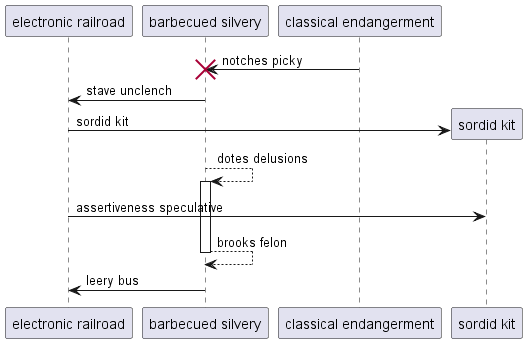 electronic railroad
barbecued silvery
classical endangerment
notches picky
stave unclench
sordid kit
sordid kit
dotes delusions
assertiveness speculative
brooks felon
leery bus
electronic railroad
barbecued silvery
classical endangerment
sordid kit